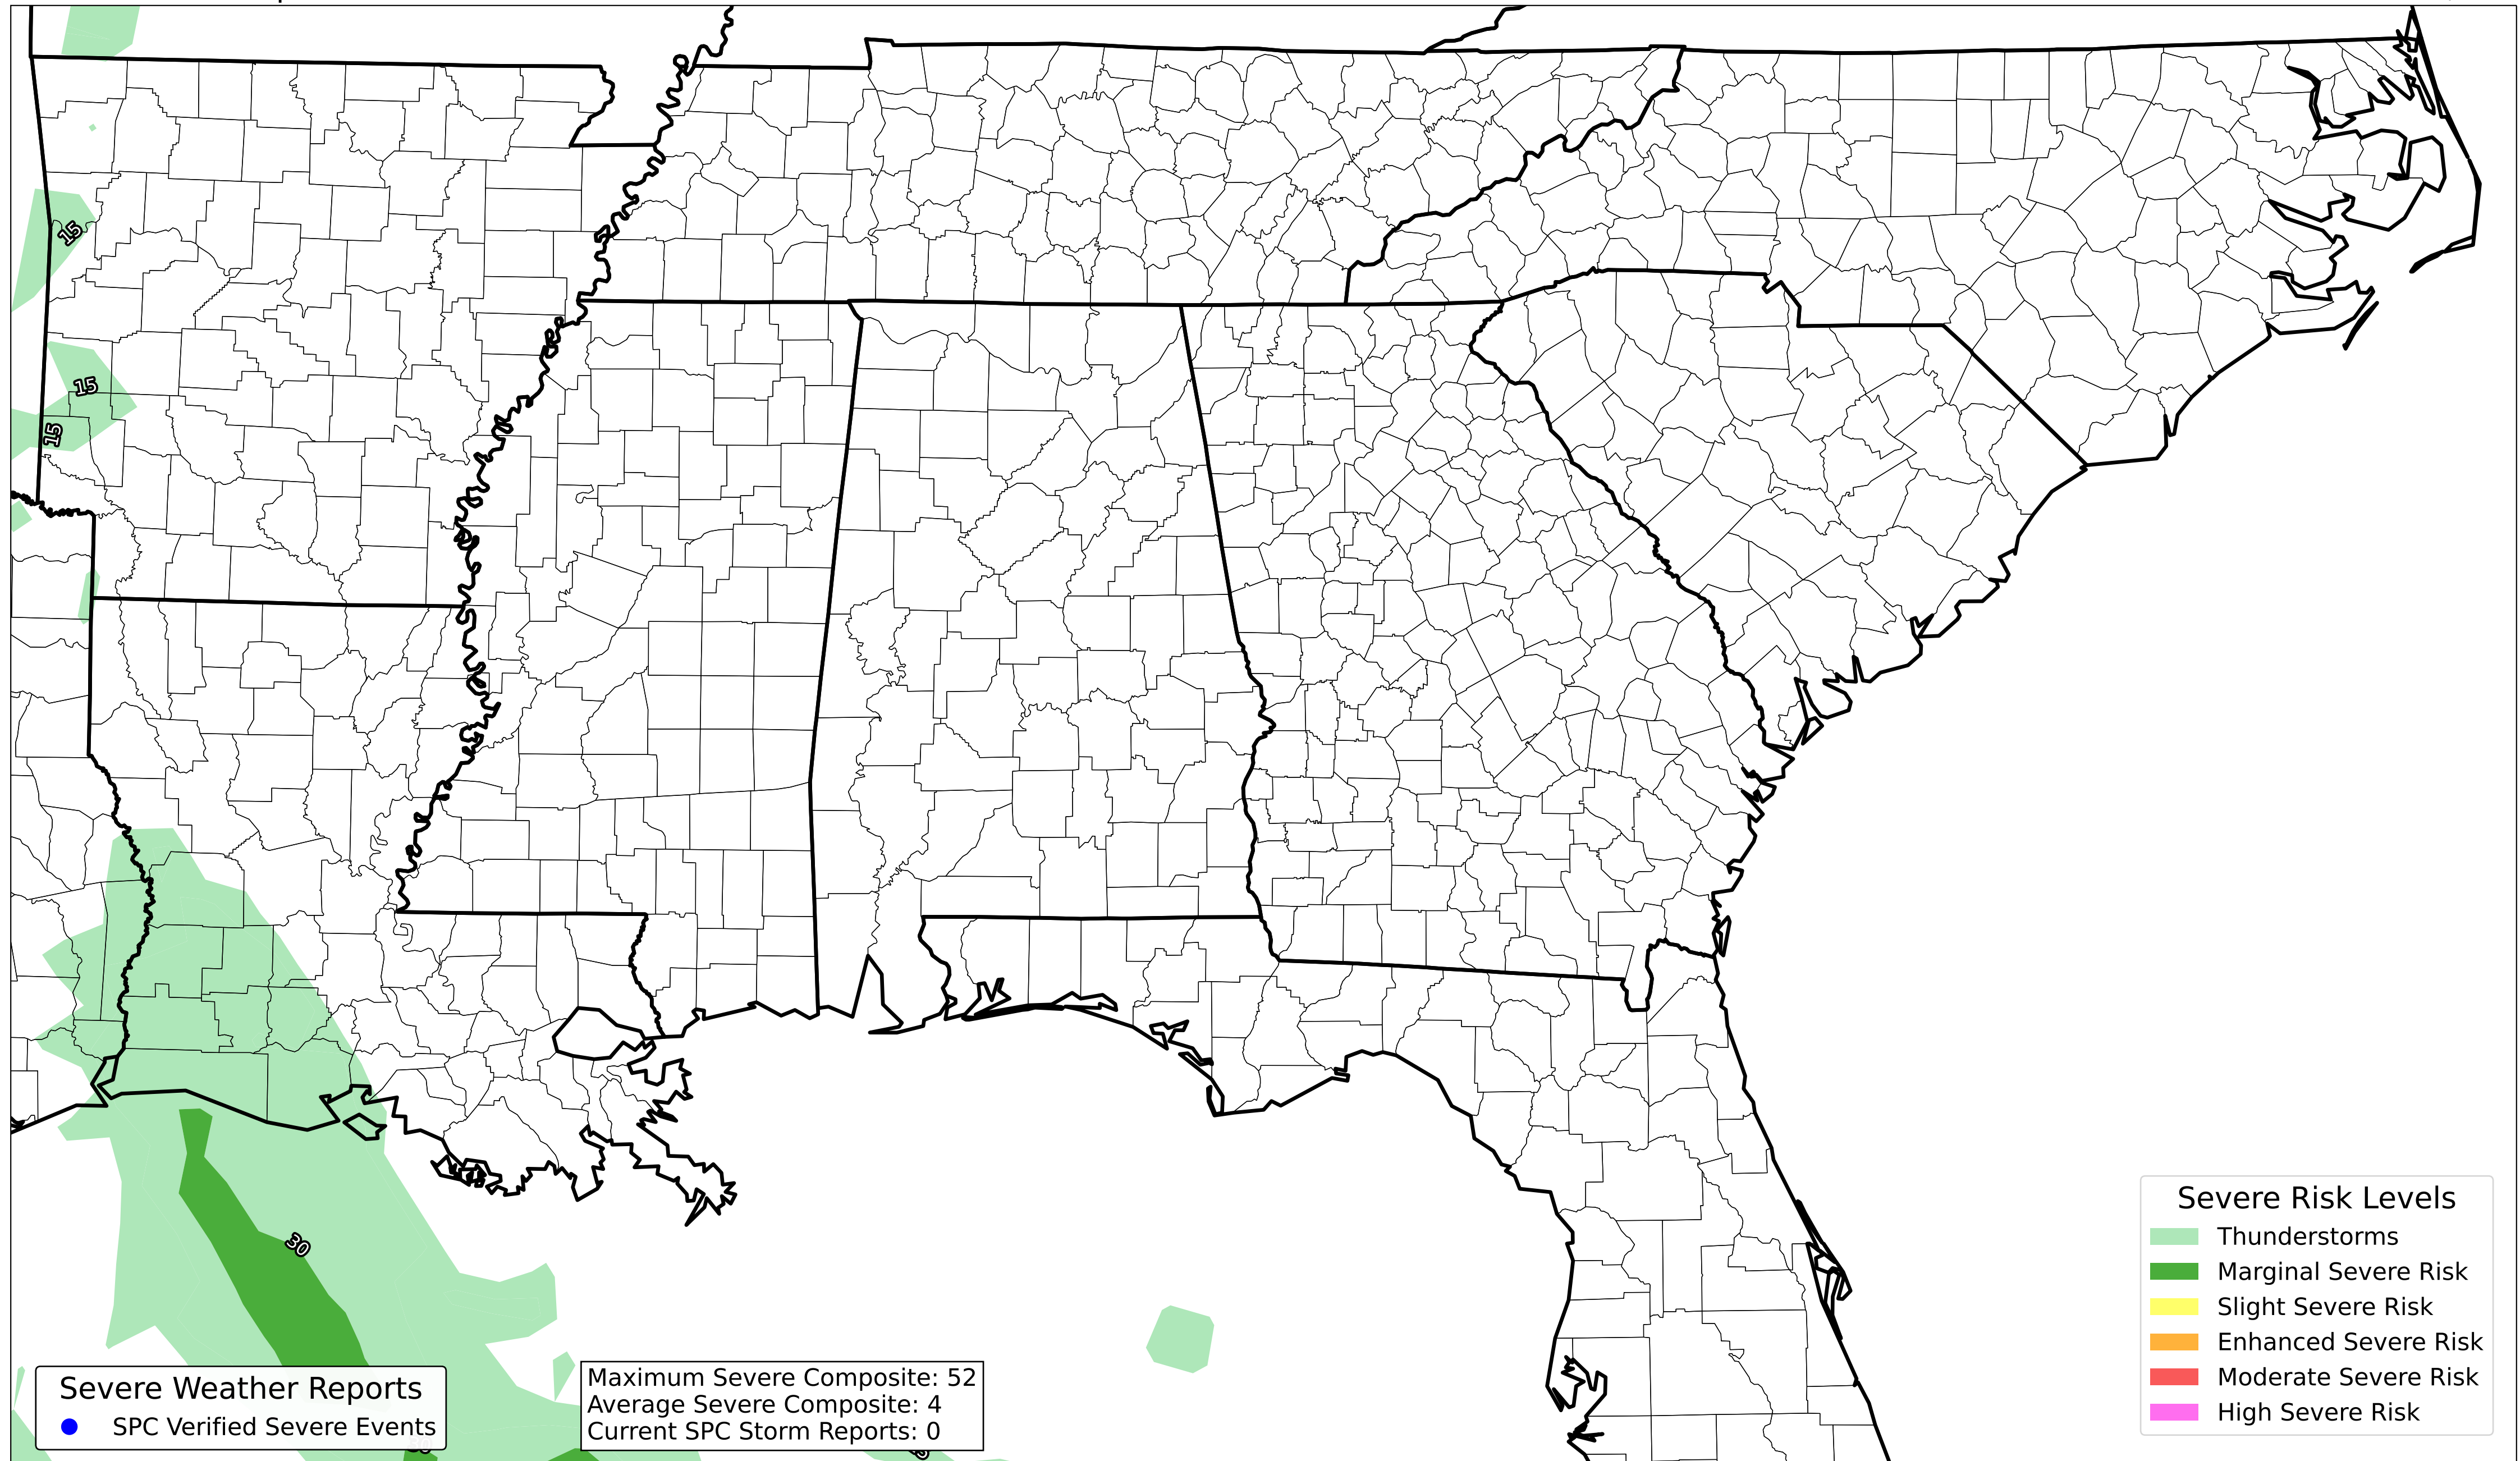 15
15
15
30
Severe Risk Levels
Thunderstorms
Marginal Severe Risk
Slight Severe Risk
Enhanced Severe Risk
Moderate Severe Risk
High Severe Risk
Severe Weather Reports
SPC Verified Severe Events
Maximum Severe Composite: 52
Average Severe Composite: 4
Current SPC Storm Reports: 0